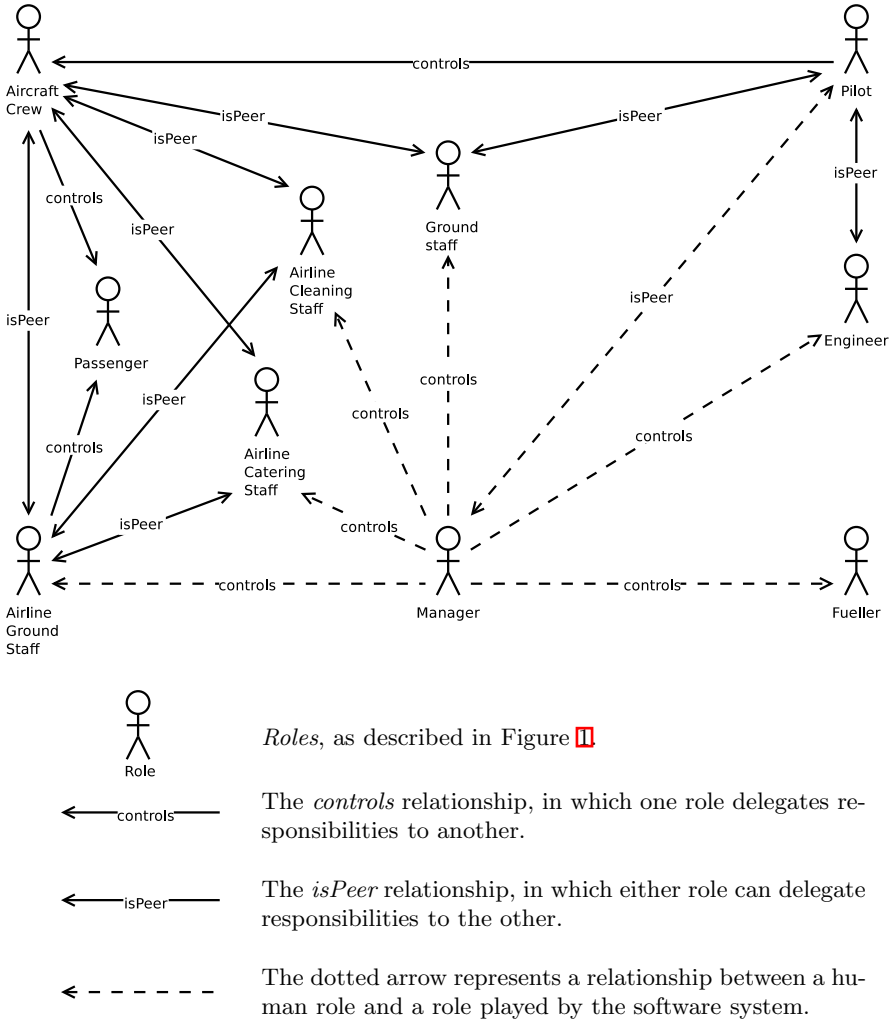 Aircraft
Crew
controls
Pilot
isPeer
isPeer
isPeer
isPeer
controls
isPeer
Ground
staff
Airline
Cleaning
Staff
isPeer
isPeer
Engineer
Passenger
controls
isPeer
controls
controls
controls
Airline
Catering
Staff
isPeer
controls
controls
controls
Airline
Ground
Staff
Manager
Fueller
Role
Roles, as described in Figure 1.
controls
The controls relationship, in which one role delegates re-
sponsibilities to another.
isPeer
The isPeer relationship, in which either role can delegate
responsibilities to the other.
The dotted arrow represents a relationship between a hu-
man role and a role played by the software system.